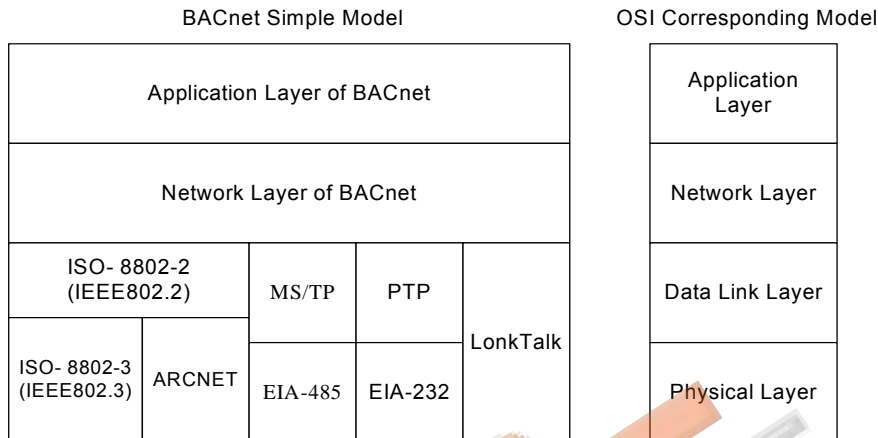 BACnet Simple Model
OSI Corresponding Model
Application Layer of BACnet
Application
Layer
Network Layer of BACnet
Network Layer
ISO- 8802-2
(IEEE802.2)
MS/TP
PTP
LonkTalk
Data Link Layer
ISO- 8802-3
(IEEE802.3)
ARCNET
EIA-485
EIA-232
Physical Layer